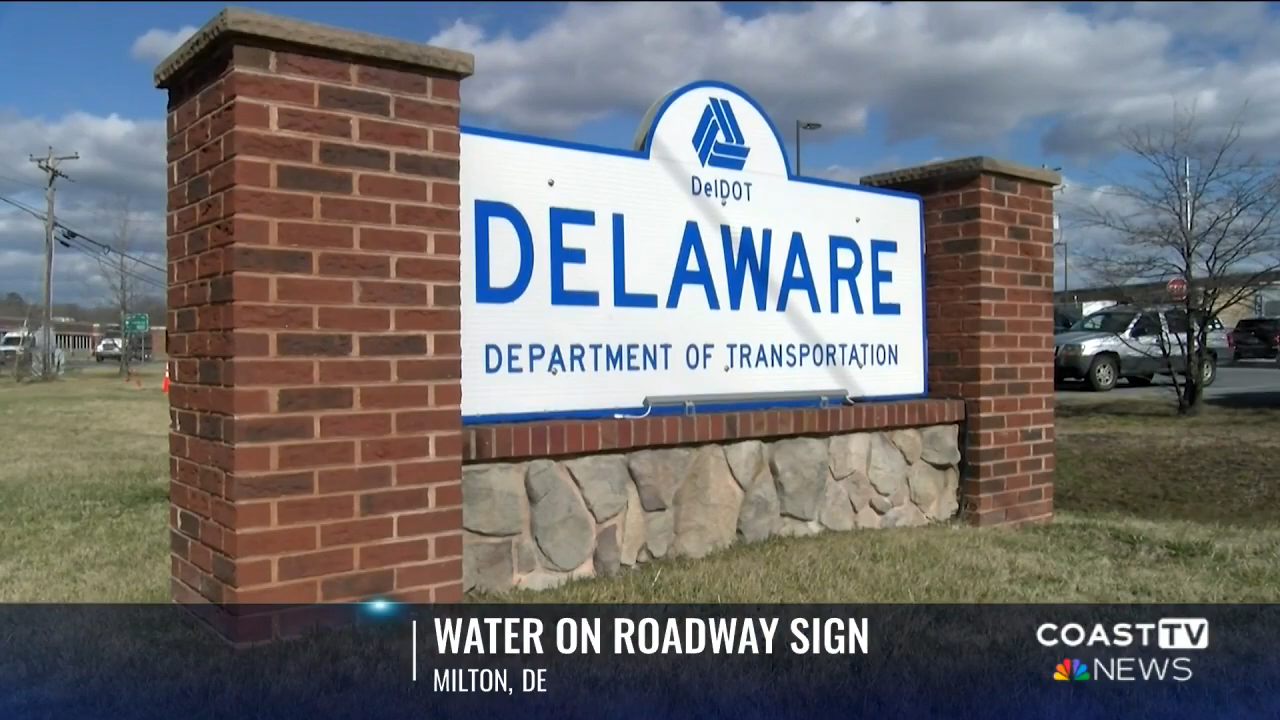 DelDOT
DELAWARE
DEPARTMENT OF TRANSPORTATION
WATER ON ROADWAY SIGN
MILTON, DE
COAST TV
NEWS